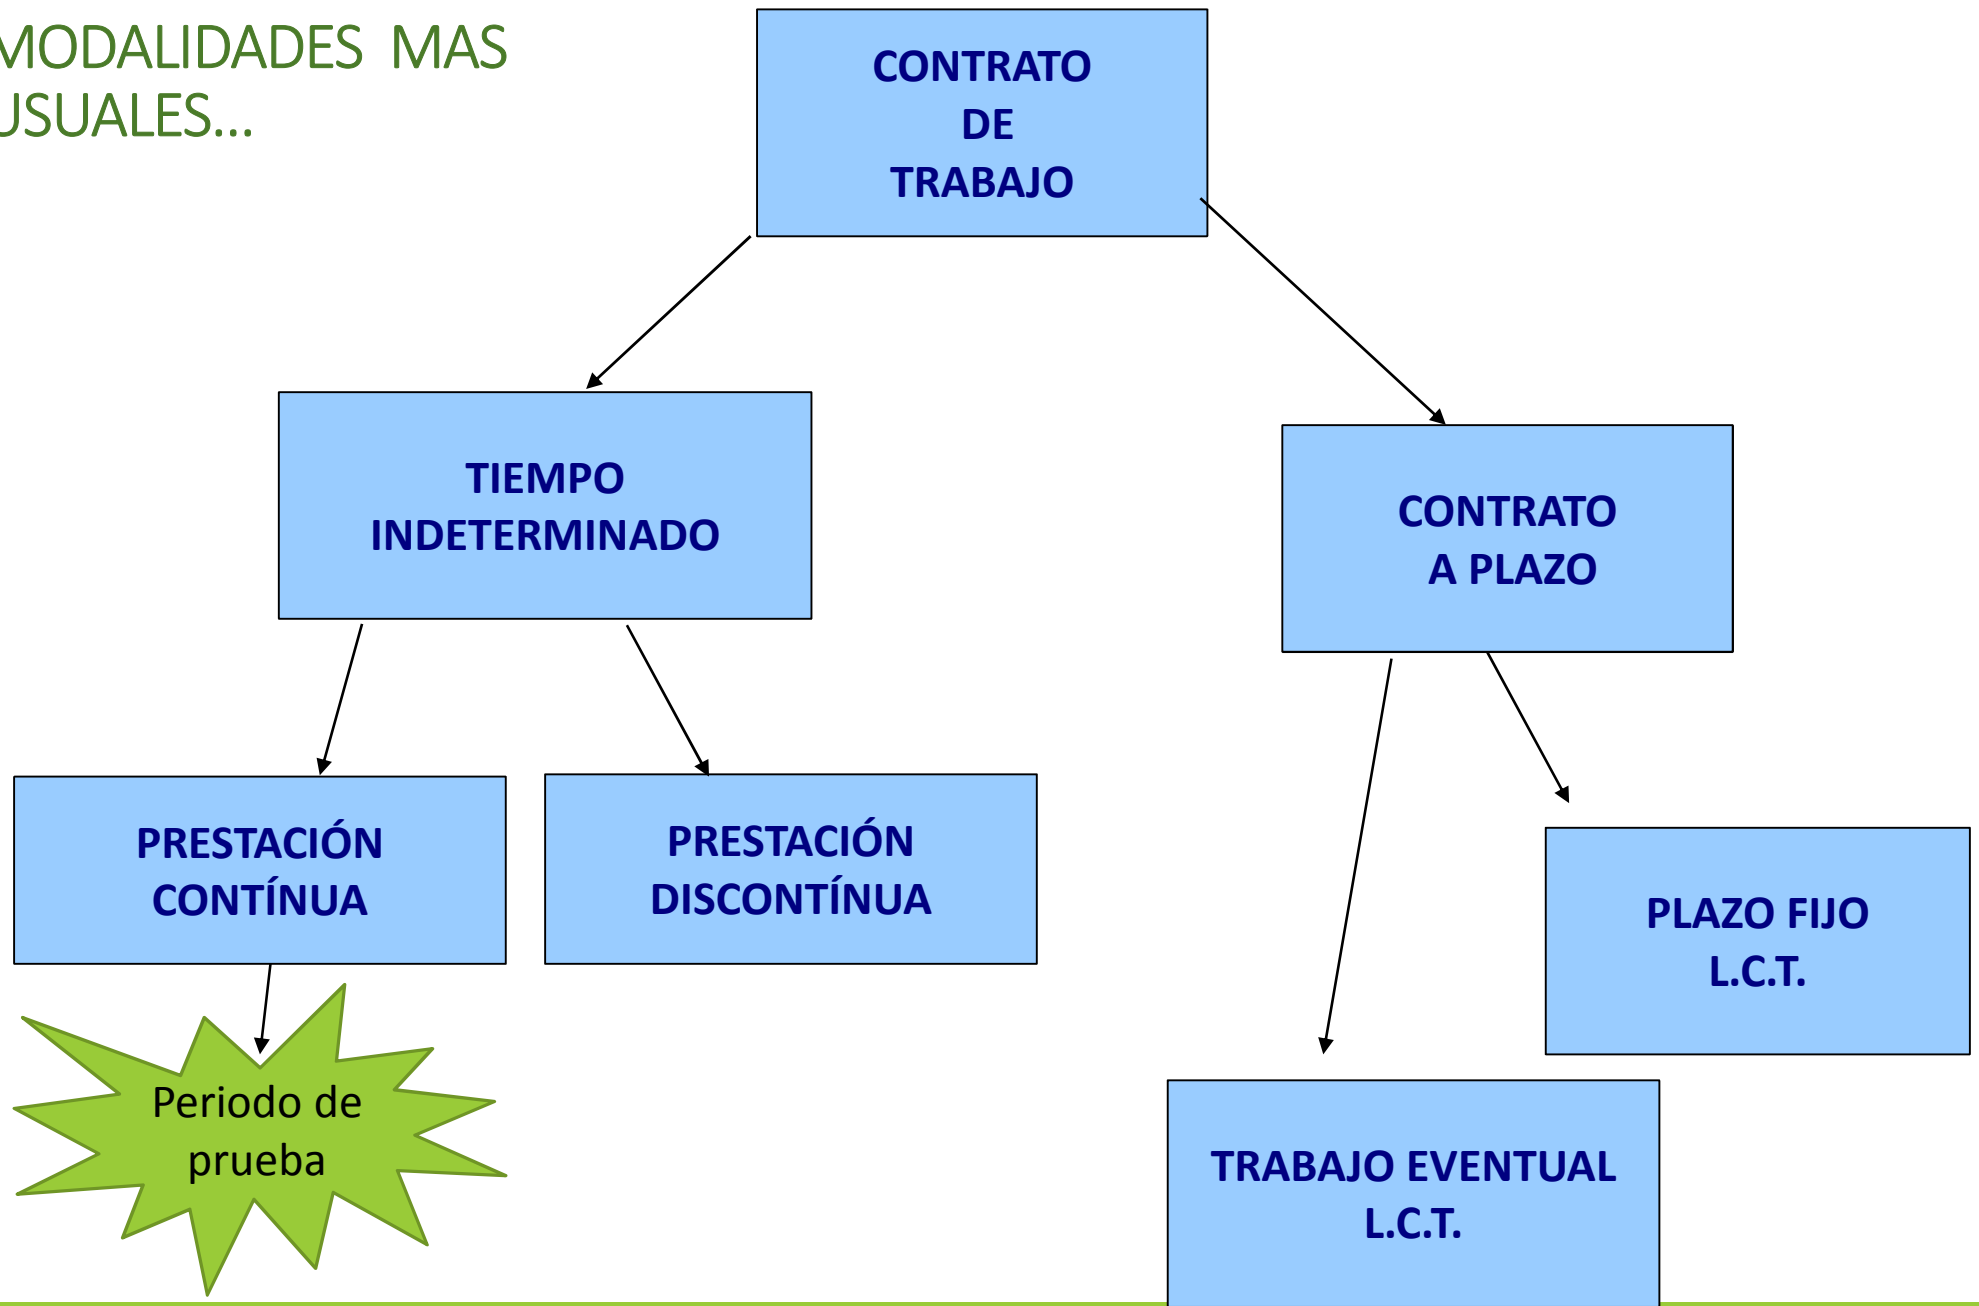 MODALIDADES MAS
USUALES...
CONTRATO
DE
TRABAJO
TIEMPO
INDETERMINADO
CONTRATO
A PLAZO
PRESTACIÓN
CONTÍNUA
PRESTACIÓN
DISCONTÍNUA
PLAZO FIJO
L.C.T.
Periodo de
prueba
TRABAJO EVENTUAL
L.C.T.